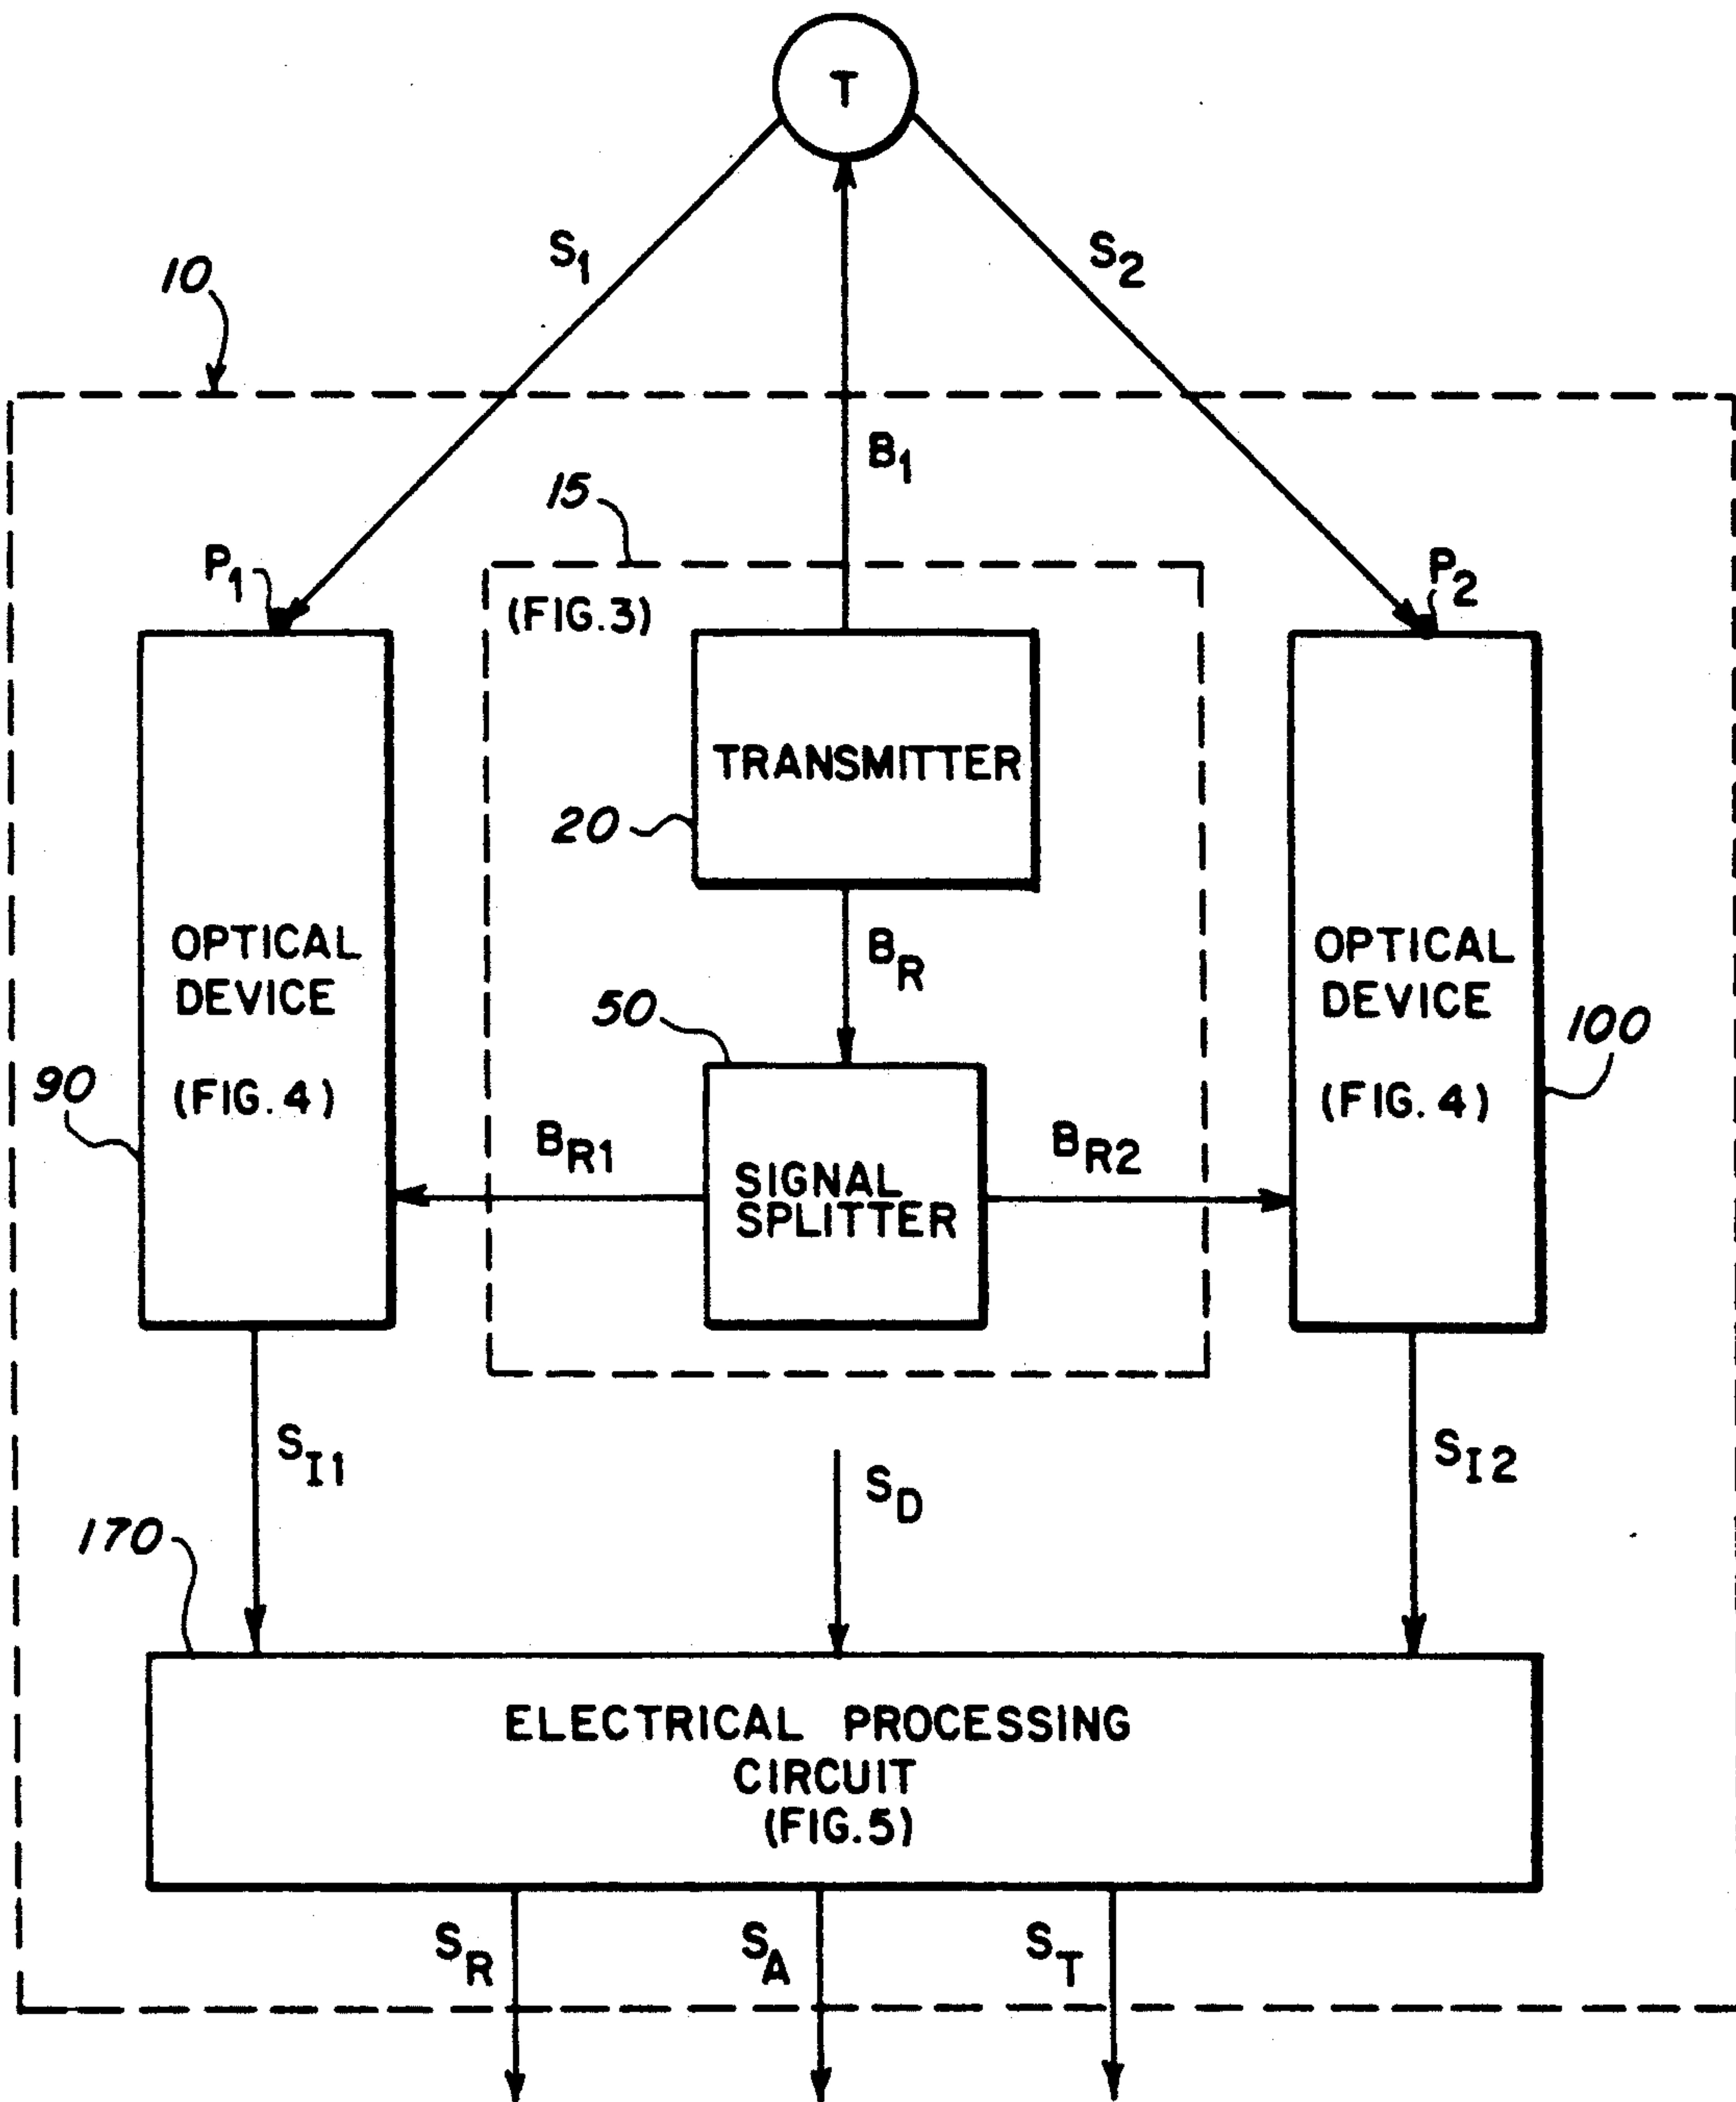 T
S1
S2
10
B1
15
P1
P2
(FIG.3)
TRANSMITTER
20
BR
OPTICAL
DEVICE
(FIG.4)
OPTICAL
DEVICE
(FIG.4)
50
100
90
BR1
BR2
SIGNAL
SPLITTER
SI1
SD
SI2
170
ELECTRICAL PROCESSING
CIRCUIT
(FIG.5)
SR
SA
ST